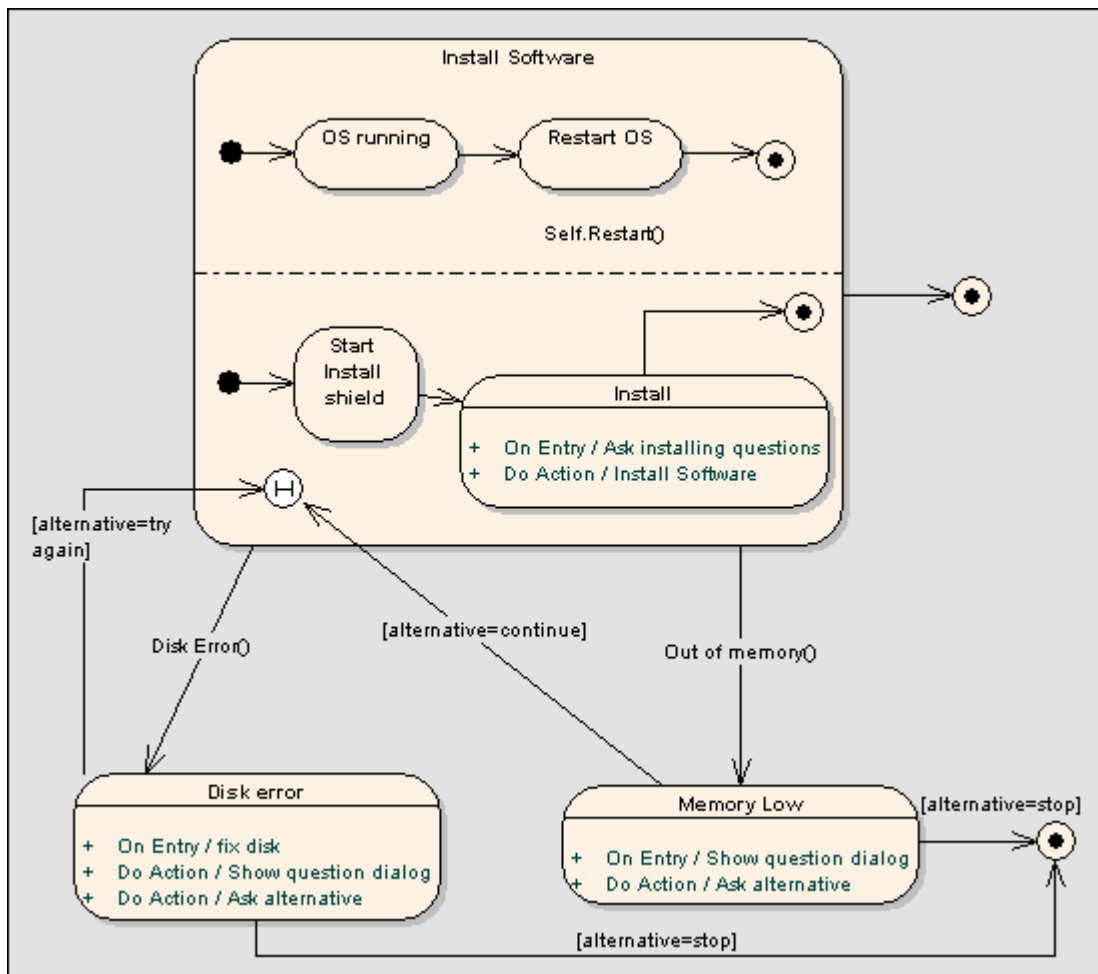 Install Software
OS running
Restart OS
Self.Restart()
Start
Install
shield
Install
+ On Entry / Ask installing questions
+ Do Action / Install Software
H
[alternative=try
again]
[alternative=continue]
Disk Error()
Out of memory()
Disk error
+ On Entry / fix disk
+ Do Action / Show question dialog
+ Do Action / Ask alternative
Memory Low
+ On Entry / Show question dialog
+ Do Action / Ask alternative
[alternative=stop]
[alternative=stop]